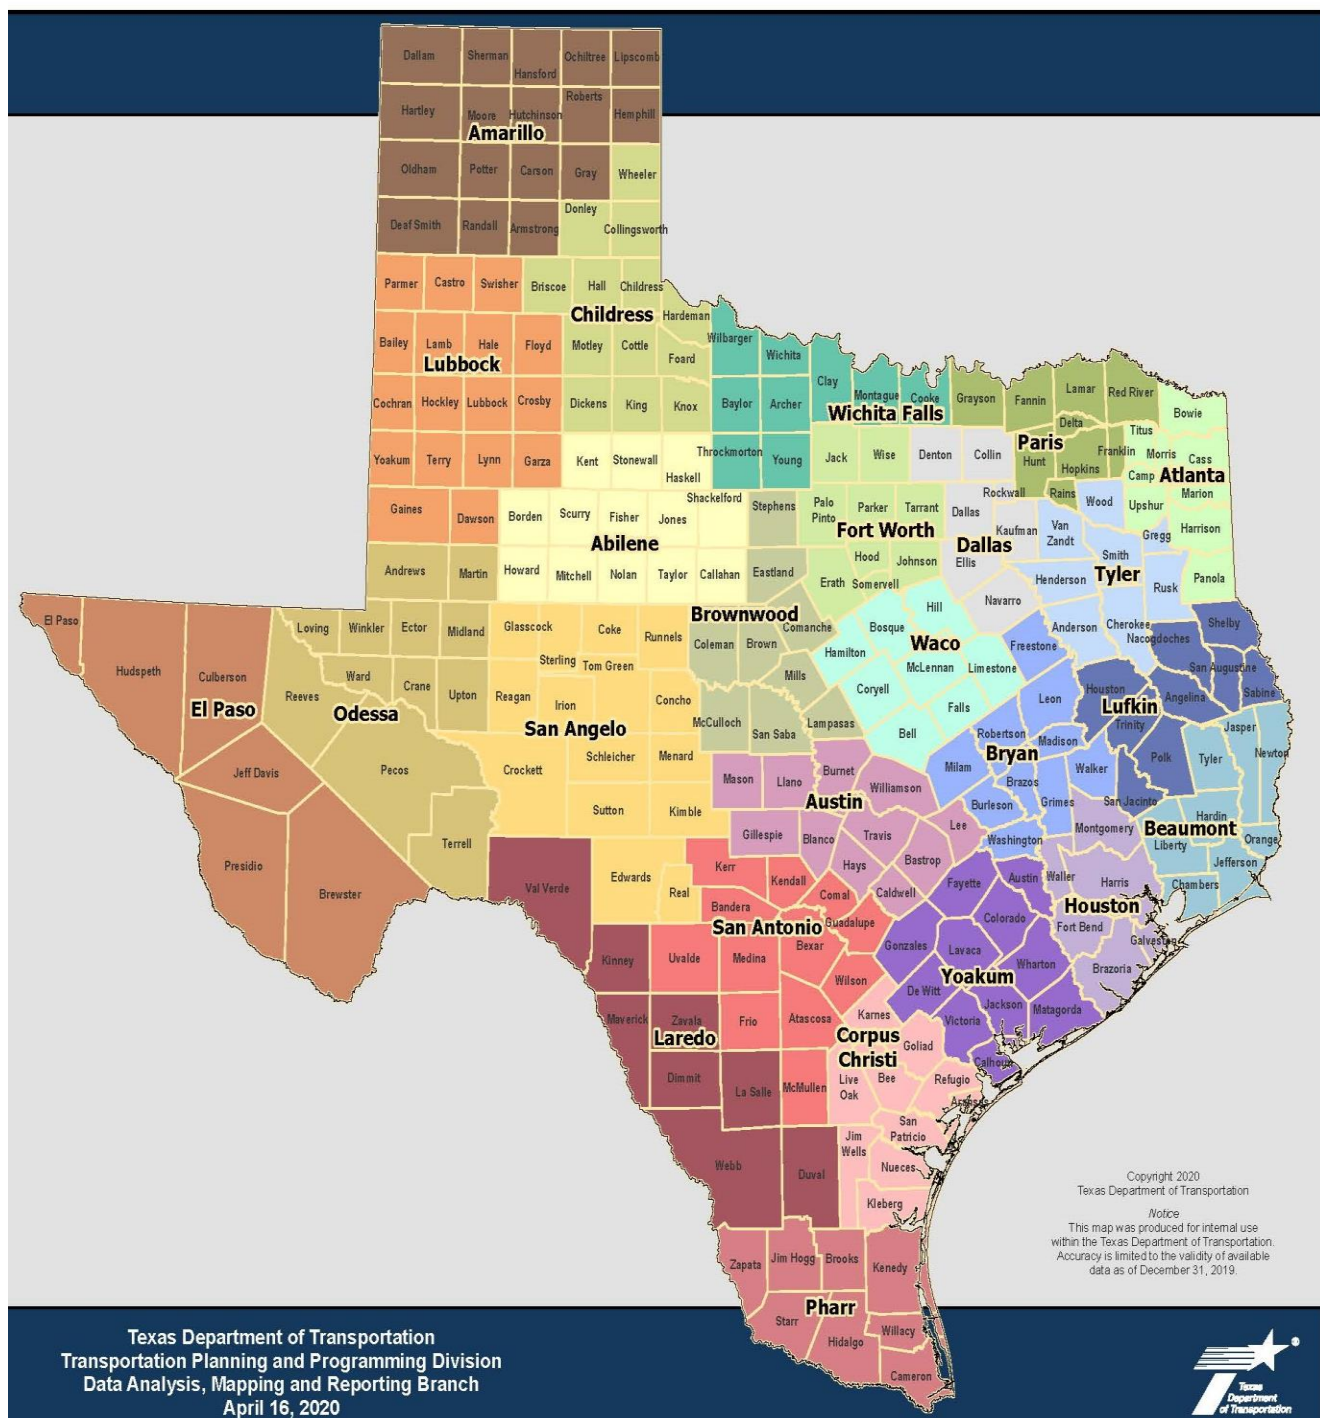 Dallam
Sherman
Hansford
Ochiltree
Lipscomb
Hartley
Moore
Hutchinson
Roberts
Hemphill
Amarillo
Oldham
Potter
Carson
Gray
Wheeler
Deaf Smith
Randall
Armstrong
Donley
Collingsworth
Parmer
Castro
Swisher
Briscoe
Hall
Childress
Childress
Hardeman
Bailey
Lamb
Hale
Floyd
Motley
Cottle
Foard
Lubbock
Wilbarger
Wichita
Clay
Montague
Cooke
Grayson
Fannin
Lamar
Red River
Bowie
Cochran
Hockley
Lubbock
Crosby
Dickens
King
Knox
Baylor
Archer
Wichita Falls
Delta
Titus
Paris
Franklin
Morris
Cass
Yoakum
Terry
Lynn
Garza
Kent
Stonewall
Haskell
Throckmorton
Young
Jack
Wise
Denton
Collin
Hunt
Hopkins
Camp
Atlanta
Marion
Gaines
Dawson
Borden
Scurry
Fisher
Jones
Shackelford
Stephens
Palo
Pinto
Parker
Tarrant
Fort Worth
Dallas
Rockwall
Rains
Wood
Upshur
Harrison
Kaufman
Van
Zandt
Gregg
Abilene
Dallas
Ellis
Smith
Tyler
Andrews
Martin
Howard
Mitchell
Nolan
Taylor
Callahan
Eastland
Erath
Hood
Somervell
Johnson
Navarro
Henderson
Rusk
Panola
El Paso
Loving
Winkler
Ector
Midland
Glasscock
Coke
Runnels
Brownwood
Coleman
Brown
Comanche
Bosque
Hill
Waco
Anderson
Cherokee
Nacogdoches
Shelby
Hudspeth
Culberson
Reeves
Ward
Crane
Upton
Sterling
Tom Green
Reagan
Irion
Concho
Mills
Hamilton
McLennan
Limestone
Freestone
San Augustine
Sabine
El Paso
Odessa
San Angelo
McCulloch
San Saba
Lampasas
Coryell
Falls
Bell
Leon
Houston
Angelina
Lufkin
Trinity
Jasper
Newton
Jeff Davis
Pecos
Crockett
Schleicher
Menard
Mason
Llano
Burnet
Williamson
Milam
Robertson
Bryan
Madison
Brazos
Walker
Polk
Tyler
Presidio
Brewster
Terrell
Sutton
Kimble
Gillespie
Blanco
Austin
Travis
Lee
Burleson
Grimes
San Jacinto
Montgomery
Hardin
Beaumont
Liberty
Orange
Val Verde
Edwards
Real
Kerr
Kendall
Hays
Bastrop
Washington
Jefferson
Bandera
Comal
Caldwell
Fayette
Austin
Waller
Harris
Chambers
San Antonio
Guadalupe
Colorado
Houston
Fort Bend
Galveston
Kinney
Uvalde
Medina
Bexar
Gonzales
Lavaca
Wharton
Brazoria
Wilson
Yoakum
De Witt
Jackson
Matagorda
Maverick
Zavala
Frio
Atascosa
Karnes
Victoria
Laredo
Corpus
Christi
Goliad
Calhoun
Dimmit
La Salle
McMullen
Live
Oak
Bee
Refugio
Aransas
San
Patricio
Webb
Duval
Jim
Wells
Nueces
Kleberg
Zapata
Jim Hogg
Brooks
Kenedy
Pharr
Starr
Hidalgo
Willacy
Cameron
Copyright 2020
Texas Department of Transportation
Notice
This map was produced for internal use
within the Texas Department of Transportation.
Accuracy is limited to the validity of available
data as of December 31, 2019.
Texas Department of Transportation
Transportation Planning and Programming Division
Data Analysis, Mapping and Reporting Branch
April 16, 2020
Texas
Department
of Transportation
®